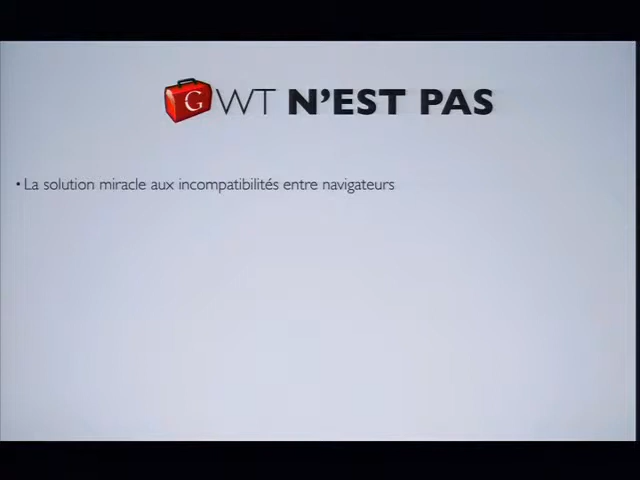 GWT N'EST PAS
• La solution miracle aux incompatibilités entre navigateurs